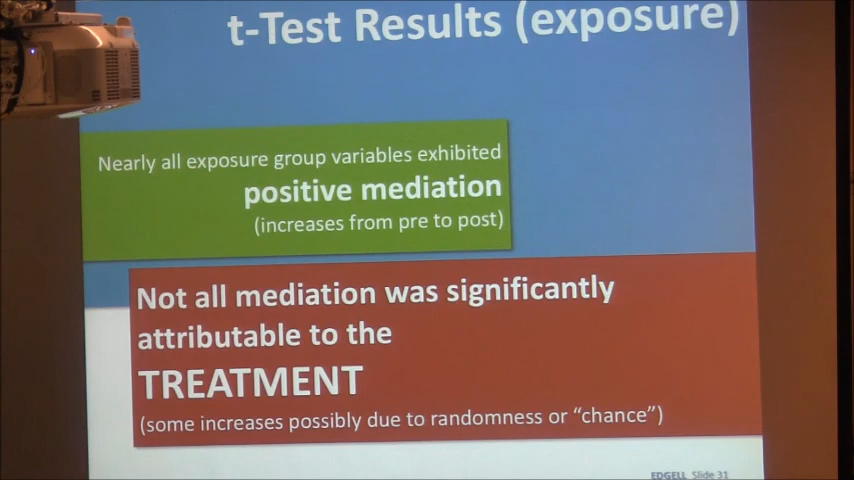 t-Test Results (exposure)
Nearly all exposure group variables exhibited
positive mediation
(increases from pre to post)
Not all mediation was significantly
attributable to the
TREATMENT
(some increases possibly due to randomness or “chance”)
EDGELL Slide 31